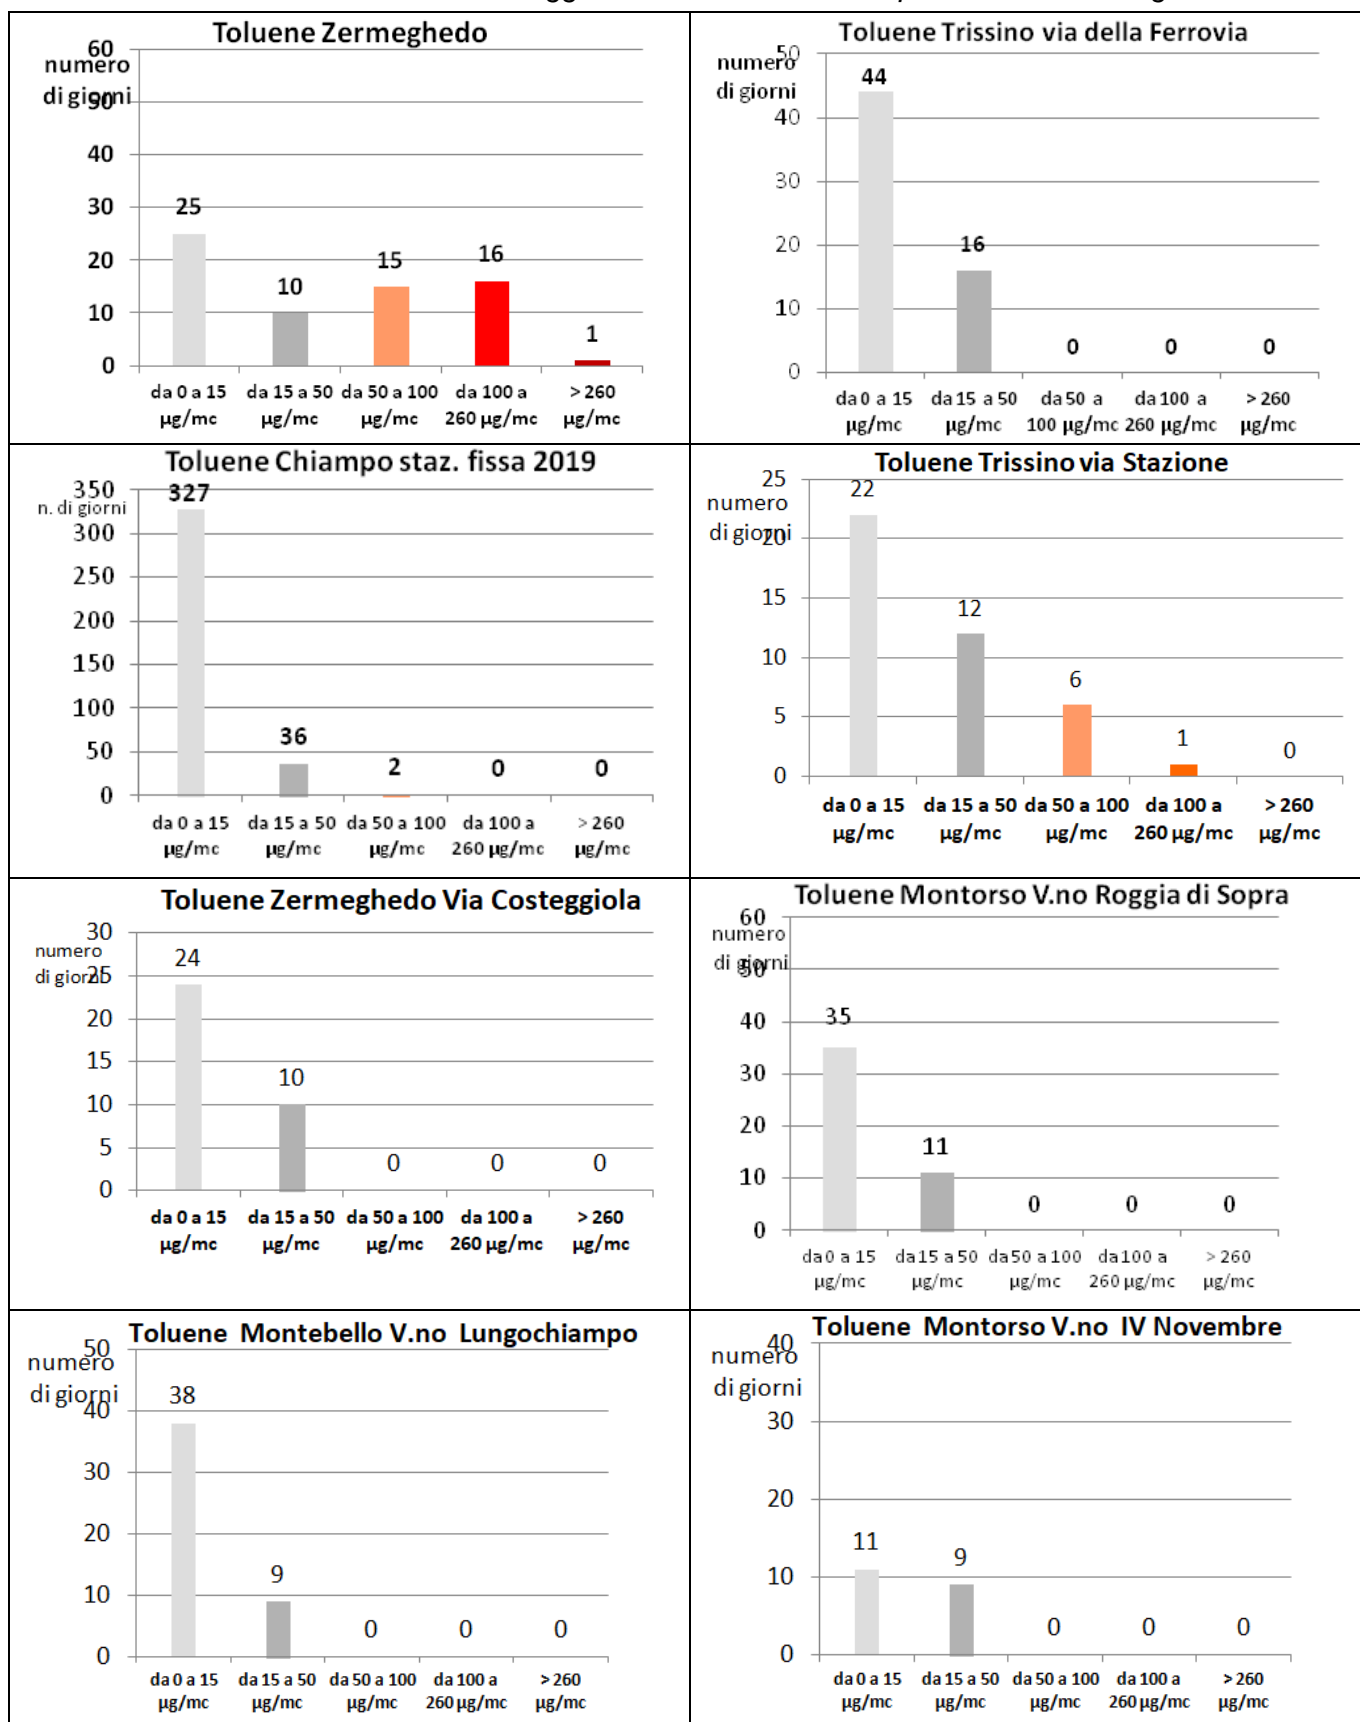 Toluene Zermeghedo
60
numero
di giorni
50
40
30
20
10
0
25
10
15
16
1
da 0 a 15 da 15 a 50 da 50 a 100 da 100 a > 260
µg/mc µg/mc µg/mc 260 µg/mc µg/mc
Toluene Trissino via della Ferrovia
50
numero
di giorni
40
30
20
10
0
44
16
0
0
0
da 0 a 15 da 15 a 50 da 50 a da 100 a > 260
µg/mc µg/mc 100 µg/mc 260 µg/mc µg/mc
Toluene Chiampo staz. fissa 2019
350
n. di giorni
300
250
200
150
100
50
0
327
36
2
0
0
da 0 a 15 da 15 a 50 da 50 a 100 da 100 a > 260
µg/mc µg/mc µg/mc 260 µg/mc µg/mc
Toluene Trissino via Stazione
25
numero
di giorni
20
15
10
5
0
22
12
6
1
0
da 0 a 15 da 15 a 50 da 50 a 100 da 100 a > 260
µg/mc µg/mc µg/mc 260 µg/mc µg/mc
Toluene Zermeghedo Via Costeggiola
30
numero
di giorni
25
20
15
10
5
0
24
10
0
0
0
da 0 a 15 da 15 a 50 da 50 a 100 da 100 a > 260
µg/mc µg/mc µg/mc 260 µg/mc µg/mc
Toluene Montorso V.no Roggia di Sopra
60
numero
di giorni
50
40
30
20
10
0
35
11
0
0
0
da 0 a 15 da 15 a 50 da 50 a 100 da 100 a > 260
µg/mc µg/mc µg/mc 260 µg/mc µg/mc
Toluene Montebello V.no Lungochiampo
50
numero
di giorni
40
30
20
10
0
38
9
0
0
0
da 0 a 15 da 15 a 50 da 50 a 100 da 100 a > 260
µg/mc µg/mc µg/mc 260 µg/mc µg/mc
Toluene Montorso V.no IV Novembre
40
numero
di giorni
30
20
10
0
11
9
0
0
0
da 0 a 15 da 15 a 50 da 50 a 100 da 100 a > 260
µg/mc µg/mc µg/mc 260 µg/mc µg/mc